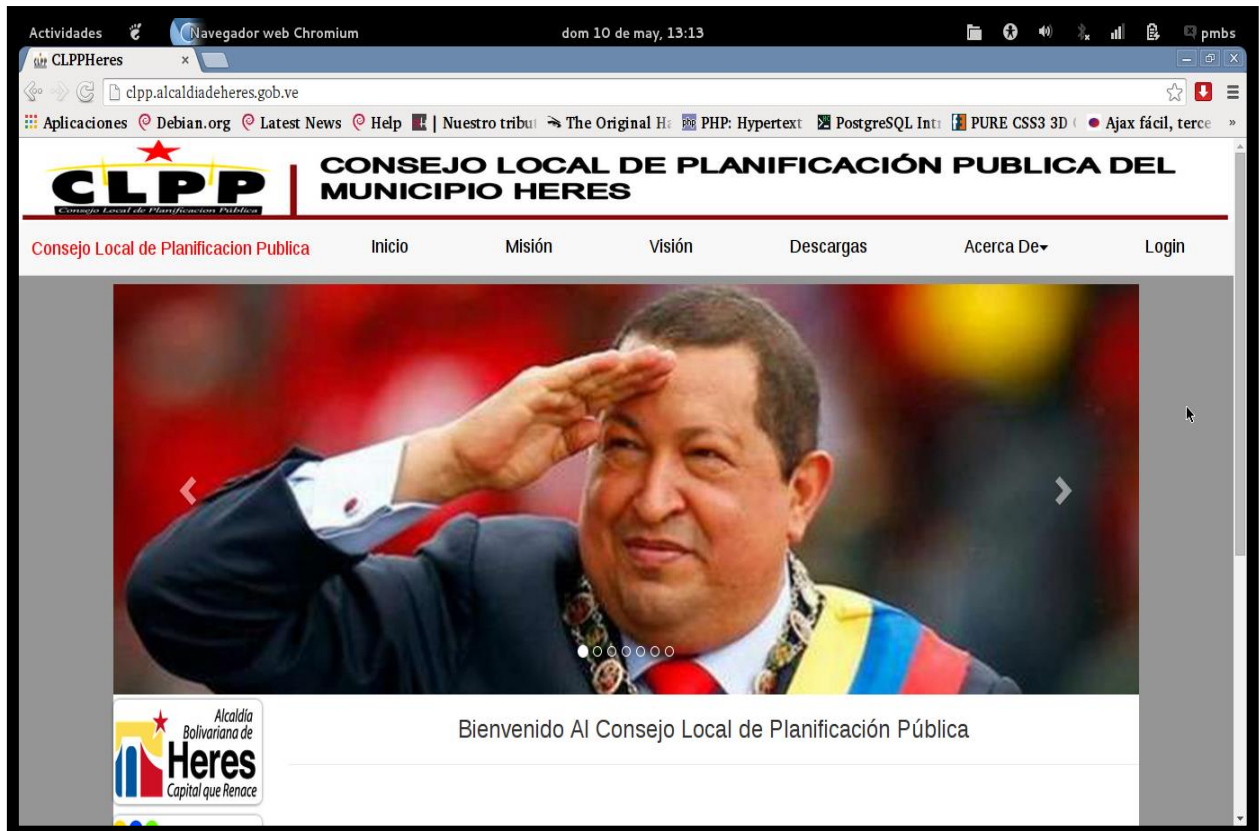 Actividades Navegador web Chromium dom 10 de may, 13:13 pmbs
CLPPHeres
clpp.alcaldiadeheres.gob.ve
Aplicaciones Debian.org Latest News Help | Nuestro tribu The Original Ha PHP: Hypertext PostgreSQL Int PURE CSS3 3D Ajax fácil, terce »
CLPP
Consejo Local de Planificacion Pública
CONSEJO LOCAL DE PLANIFICACIÓN PUBLICA DEL
MUNICIPIO HERES
Consejo Local de Planificacion Publica Inicio Misión Visión Descargas Acerca De Login
Alcaldía
Bolivariana de
Heres
Capital que Renace
Bienvenido Al Consejo Local de Planificación Pública